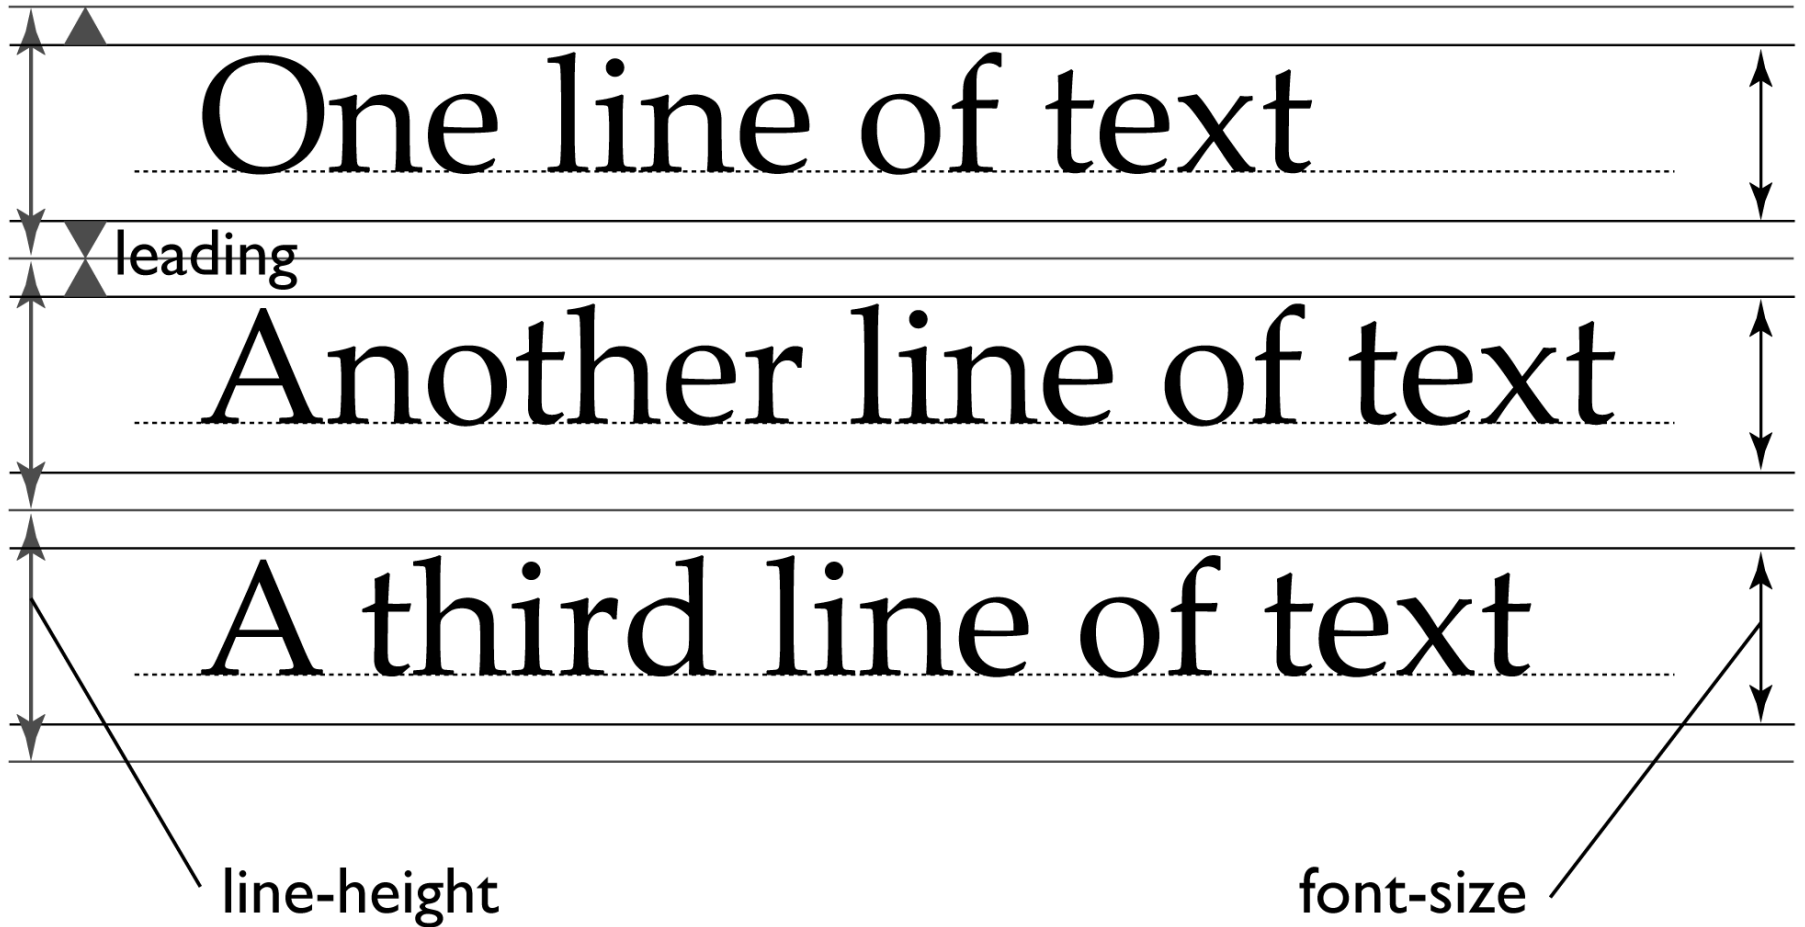 One line of text
leading
Another line of text
A third line of text
line-height
font-size